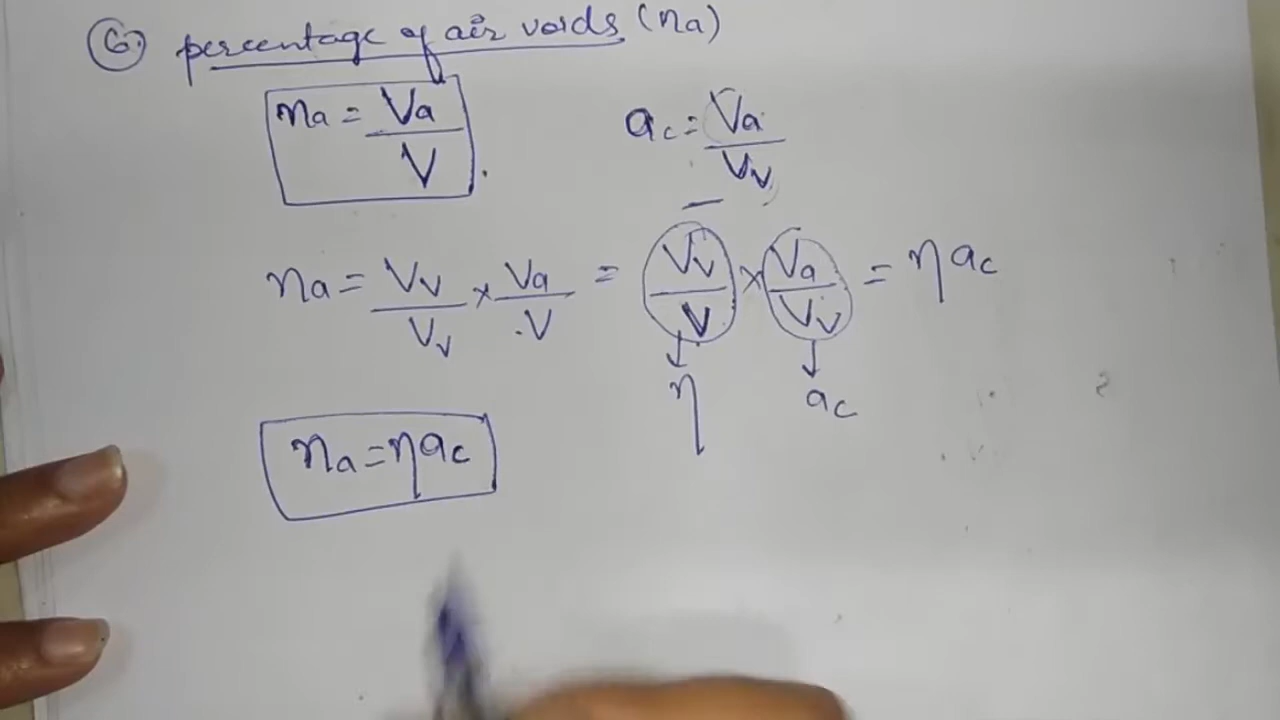 6) percentage of air voids (na)
na = Va/V . ac = Va/Vv
na = Vv/Vv × Va/V = Vv/V × Va/Vv = η ac
η ac
na = η ac